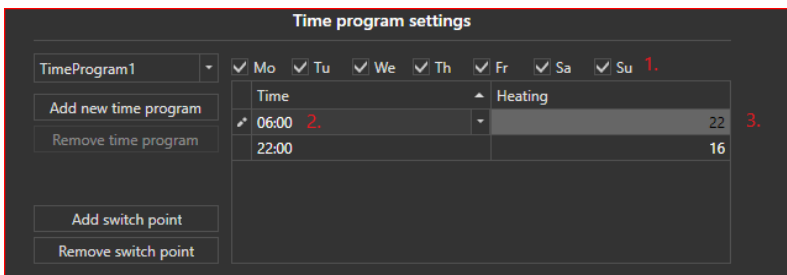 Time program settings
TimeProgram1
Mo Tu We Th Fr Sa Su 1.
Add new time program
Remove time program
Time Heating
06:00 2. 22 3.
22:00 16
Add switch point
Remove switch point